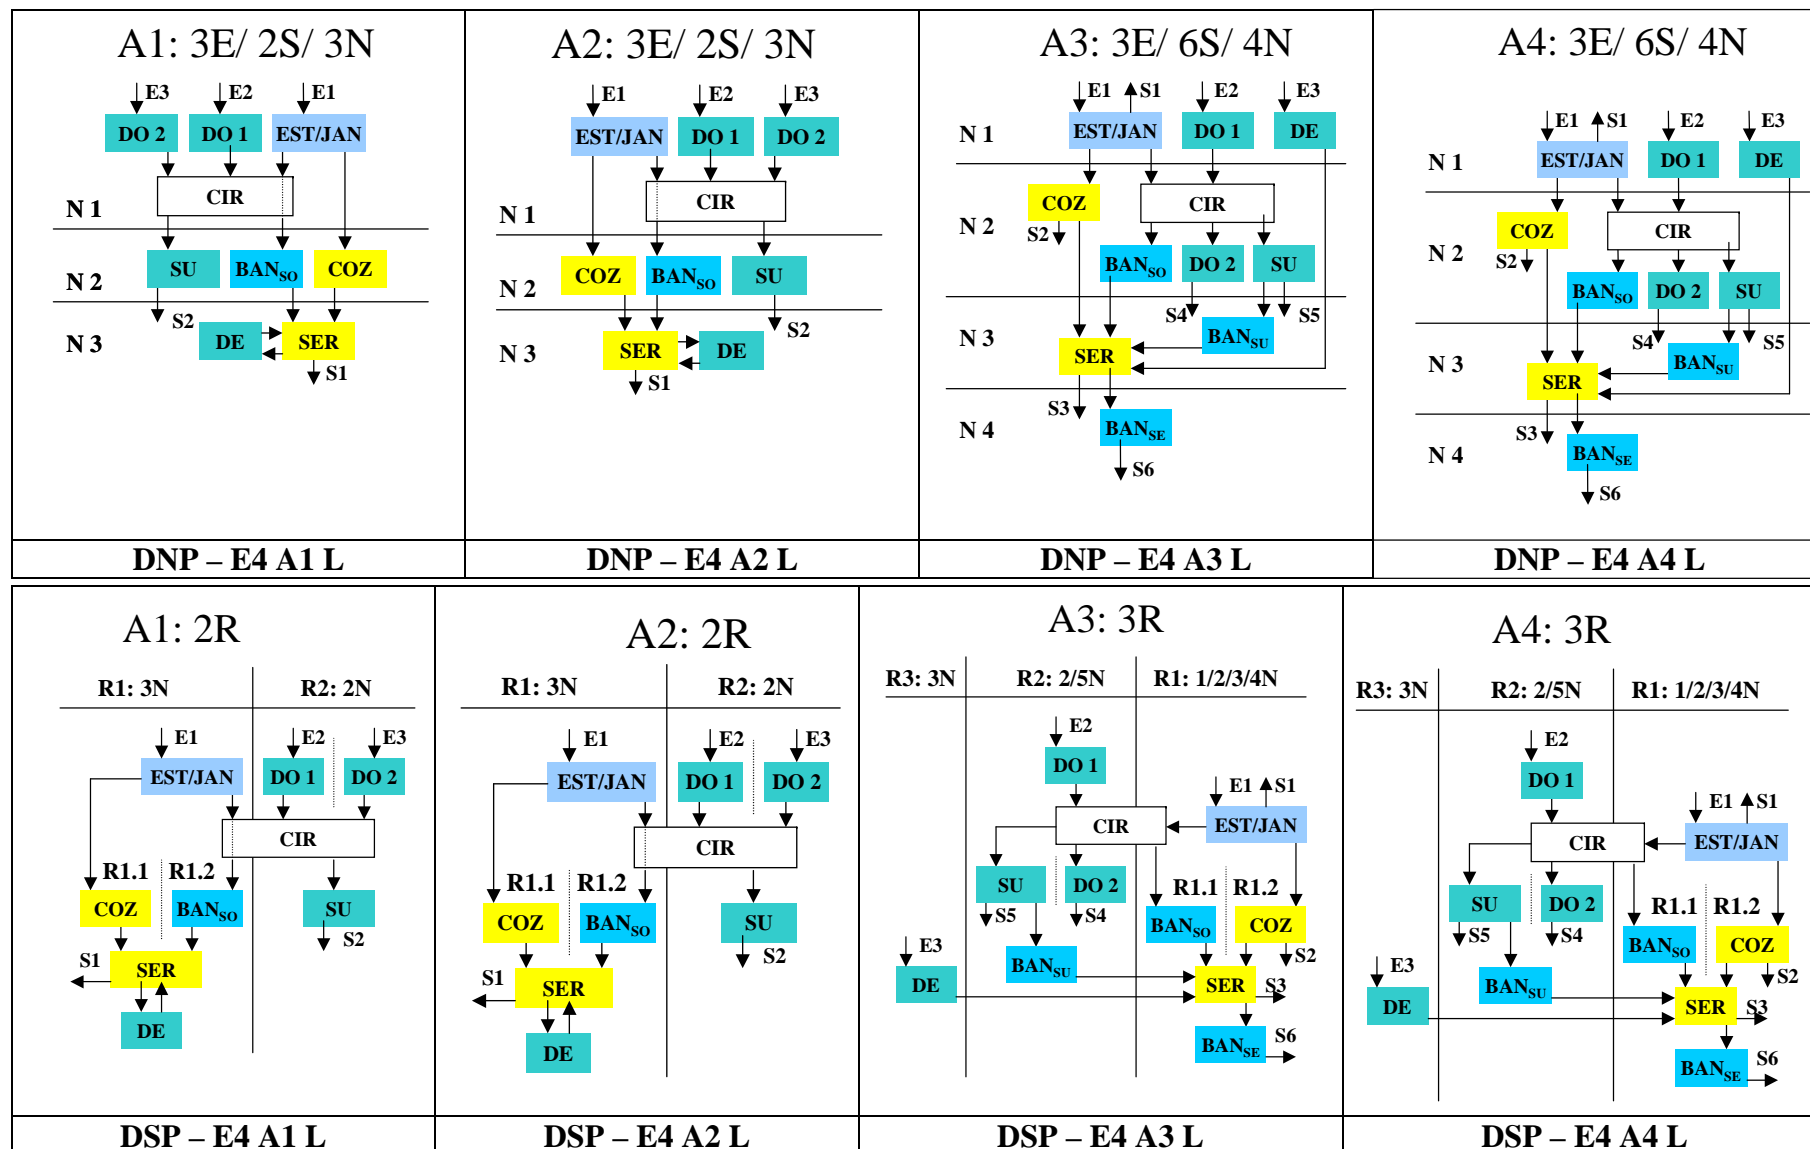 A1: 3E/ 2S/ 3N
E3 E2 E1
DO 2 DO 1 EST/JAN
CIR
N 1
SU BANSO COZ
N 2
S2
N 3 DE SER
S1
DNP – E4 A1 L
A2: 3E/ 2S/ 3N
E1 E2 E3
EST/JAN DO 1 DO 2
CIR
N 1
COZ BANSO SU
N 2
S2
N 3 SER DE
S1
DNP – E4 A2 L
A3: 3E/ 6S/ 4N
E1 S1 E2 E3
N 1 EST/JAN DO 1 DE
COZ CIR
N 2 S2
BANSO DO 2 SU
S4 S5
N 3 BANSU
SER
S3
N 4 BANSE
S6
DNP – E4 A3 L
A4: 3E/ 6S/ 4N
E1 S1 E2 E3
N 1 EST/JAN DO 1 DE
COZ CIR
N 2 S2
BANSO DO 2 SU
S4 S5
N 3 BANSU
SER
S3
N 4 BANSE
S6
DNP – E4 A4 L
A1: 2R
R1: 3N R2: 2N
E1 E2 E3
EST/JAN DO 1 DO 2
CIR
R1.1 R1.2
COZ BANSO SU
S2
S1 SER
DE
DSP – E4 A1 L
A2: 2R
R1: 3N R2: 2N
E1 E2 E3
EST/JAN DO 1 DO 2
CIR
R1.1 R1.2
COZ BANSO SU
S2
S1 SER
DE
DSP – E4 A2 L
A3: 3R
R3: 3N R2: 2/5N R1: 1/2/3/4N
E2
DO 1
E1 S1
CIR EST/JAN
SU DO 2 R1.1 R1.2
S5 S4 BANSO COZ
E3 BANSU S2
DE SER S3
BANSE S6
DSP – E4 A3 L
A4: 3R
R3: 3N R2: 2/5N R1: 1/2/3/4N
E2
DO 1
E1 S1
CIR EST/JAN
SU DO 2 R1.1 R1.2
S5 S4 BANSO COZ
E3 BANSU S2
DE SER S3
BANSE S6
DSP – E4 A4 L